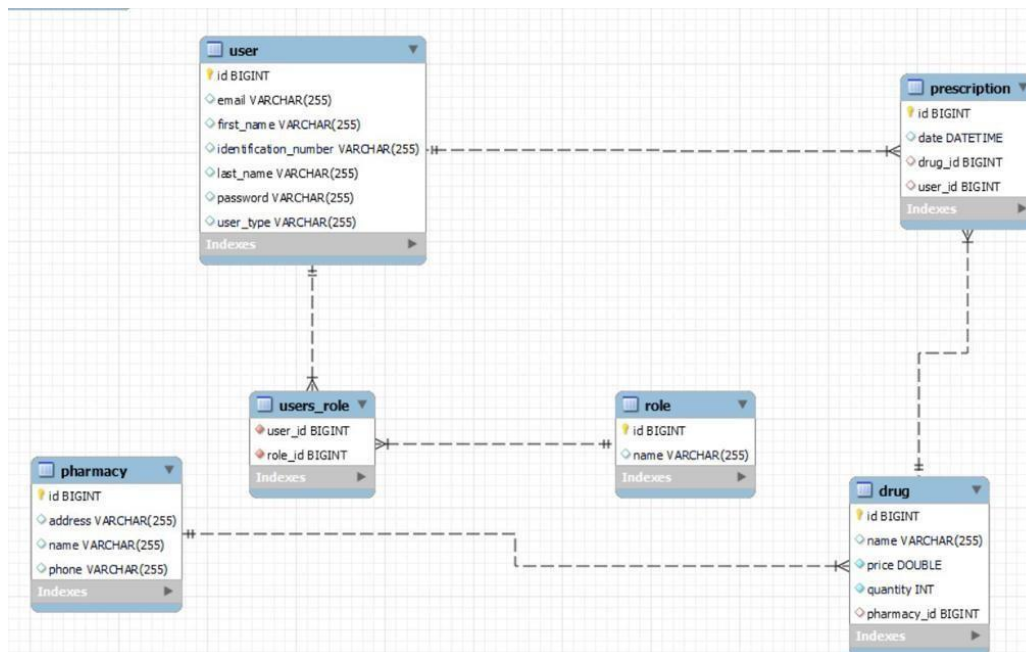 user
id BIGINT
email VARCHAR(255)
first_name VARCHAR(255)
identification_number VARCHAR(255)
last_name VARCHAR(255)
password VARCHAR(255)
user_type VARCHAR(255)
Indexes
prescription
id BIGINT
date DATETIME
drug_id BIGINT
user_id BIGINT
Indexes
users_role
user_id BIGINT
role_id BIGINT
Indexes
role
id BIGINT
name VARCHAR(255)
Indexes
pharmacy
id BIGINT
address VARCHAR(255)
name VARCHAR(255)
phone VARCHAR(255)
Indexes
drug
id BIGINT
name VARCHAR(255)
price DOUBLE
quantity INT
pharmacy_id BIGINT
Indexes